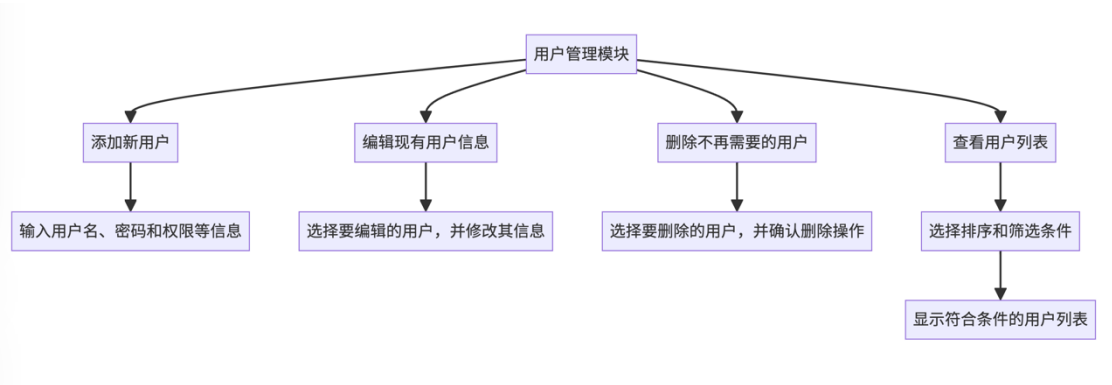 用户管理模块
添加新用户
编辑现有用户信息
删除不再需要的用户
查看用户列表
输入用户名、密码和权限等信息
选择要编辑的用户，并修改其信息
选择要删除的用户，并确认删除操作
选择排序和筛选条件
显示符合条件的用户列表